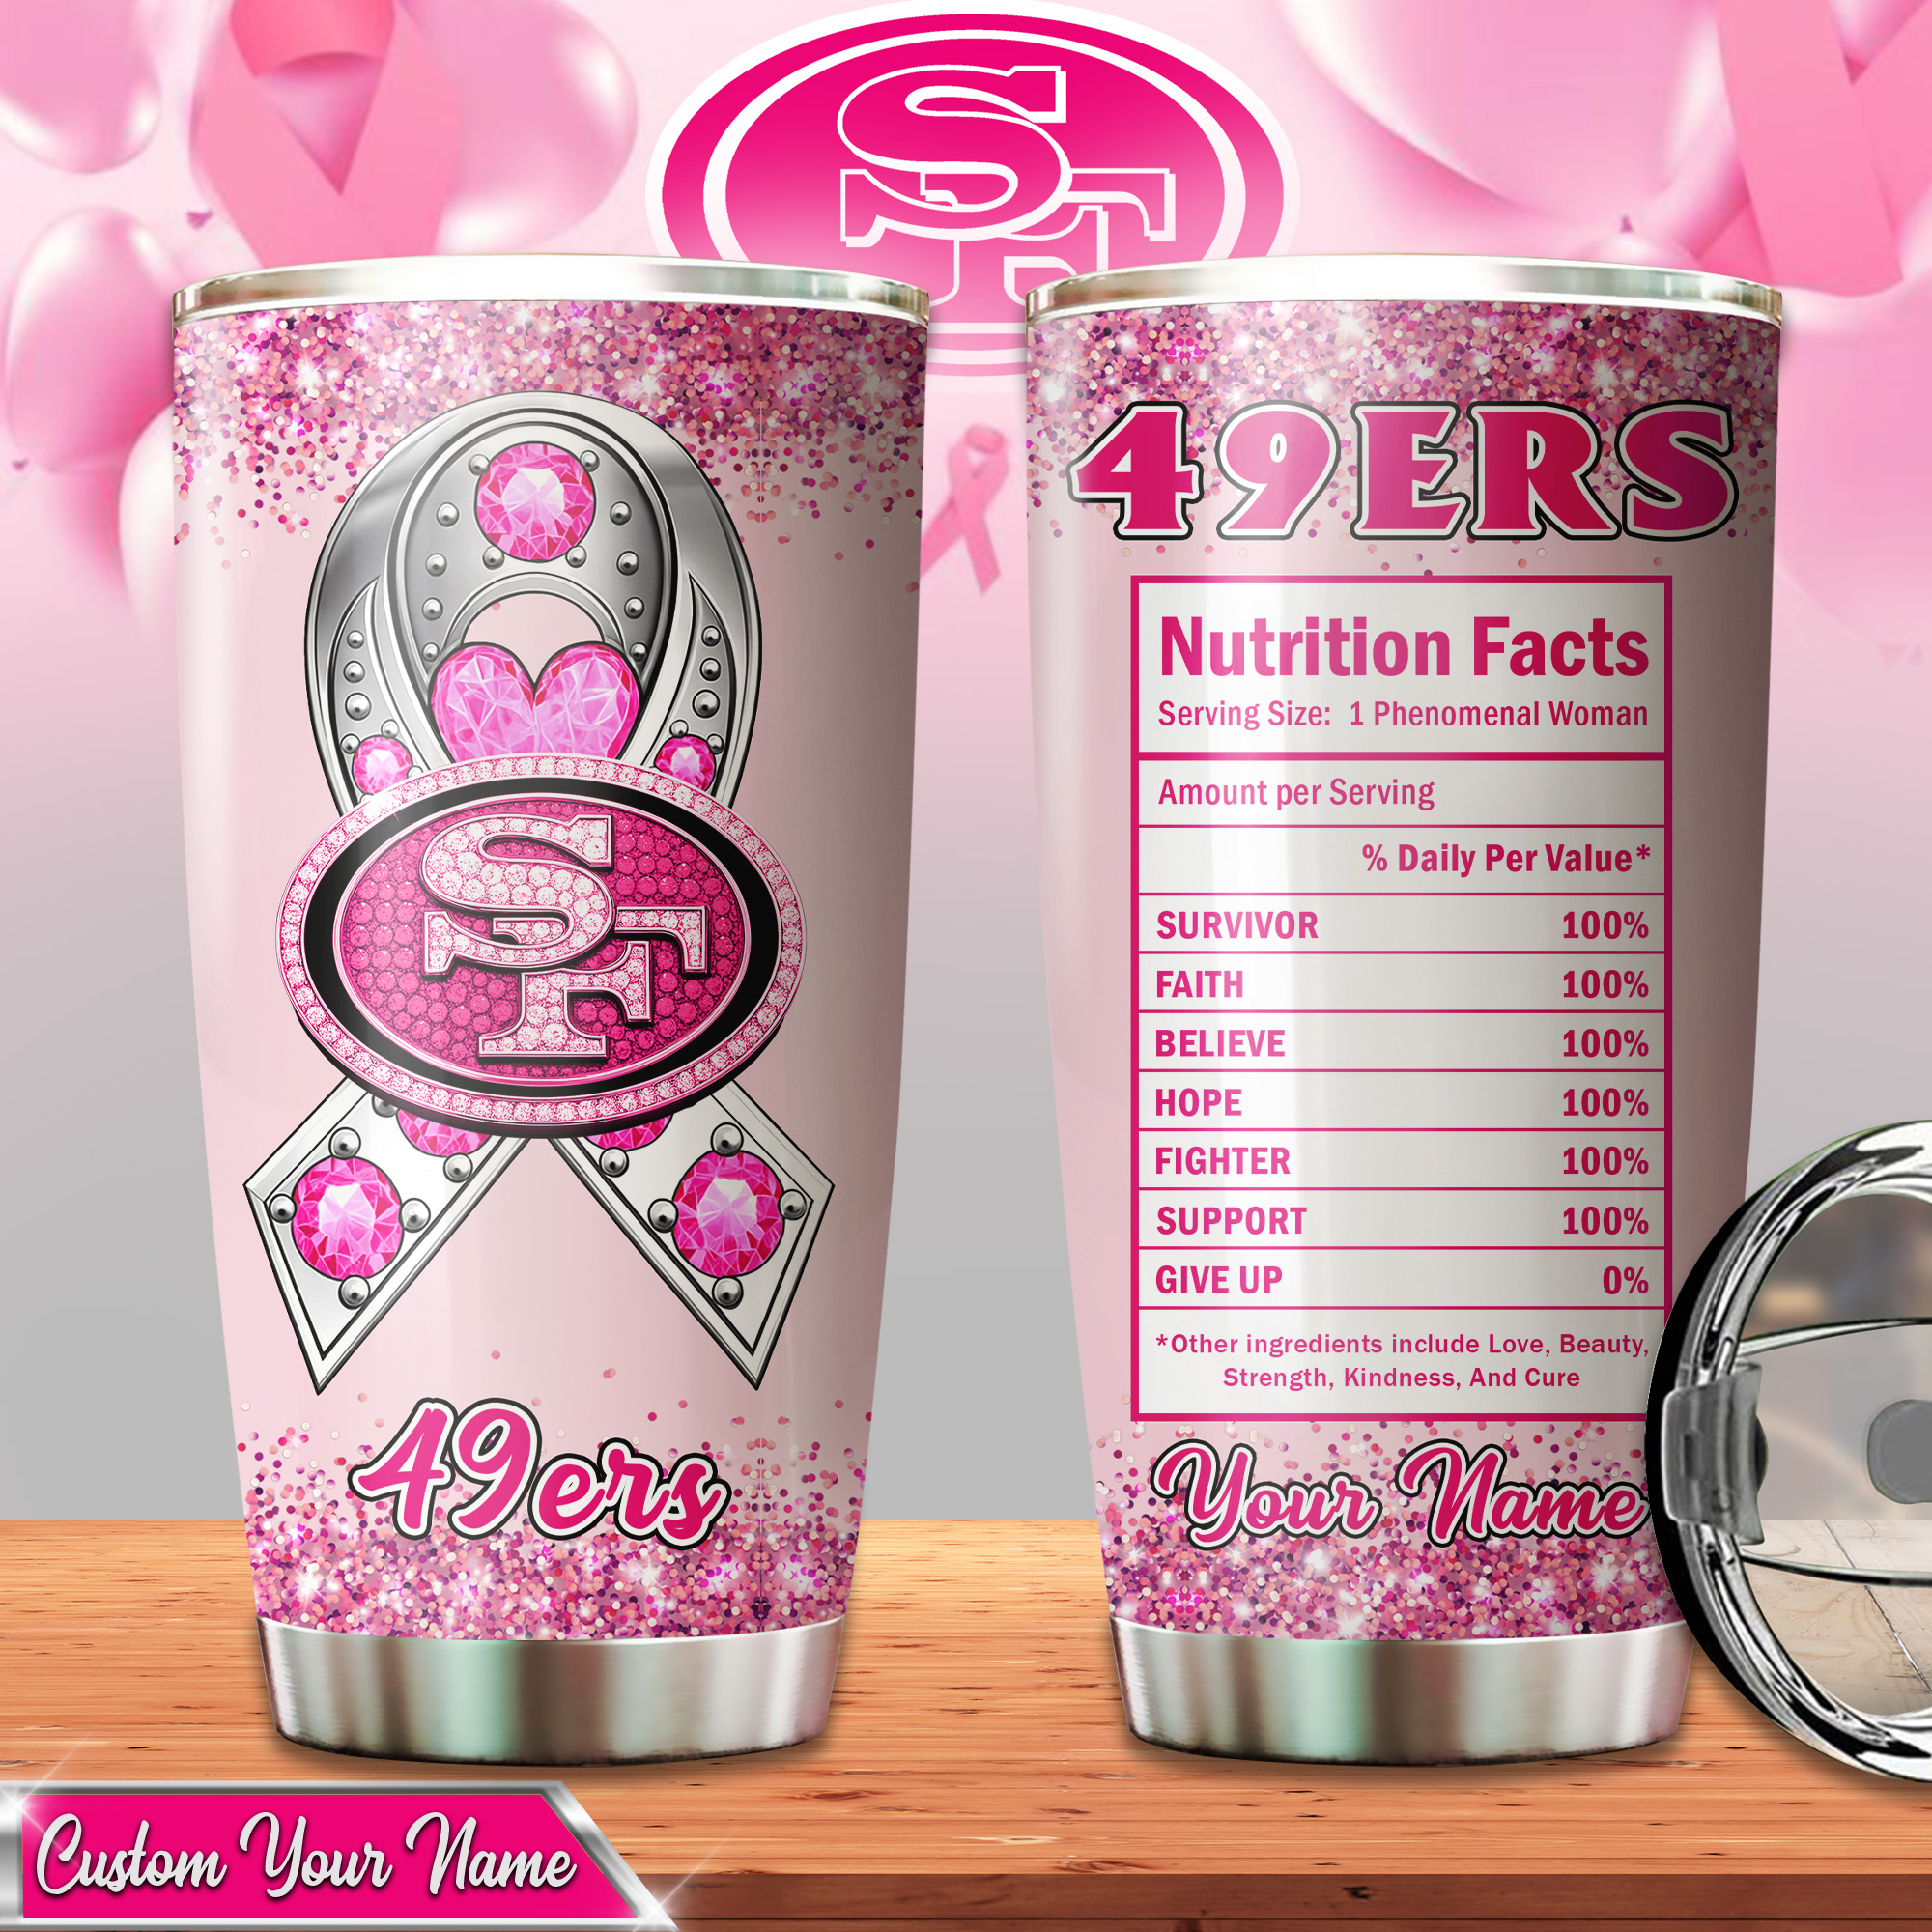 SF
49ERS
Nutrition Facts
Serving Size: 1 Phenomenal Woman
Amount per Serving
% Daily Per Value*
SURVIVOR 100%
FAITH 100%
BELIEVE 100%
HOPE 100%
FIGHTER 100%
SUPPORT 100%
GIVE UP 0%
*Other ingredients include Love, Beauty,
Strength, Kindness, And Cure
SF
49ers
Your Name
Custom Your Name